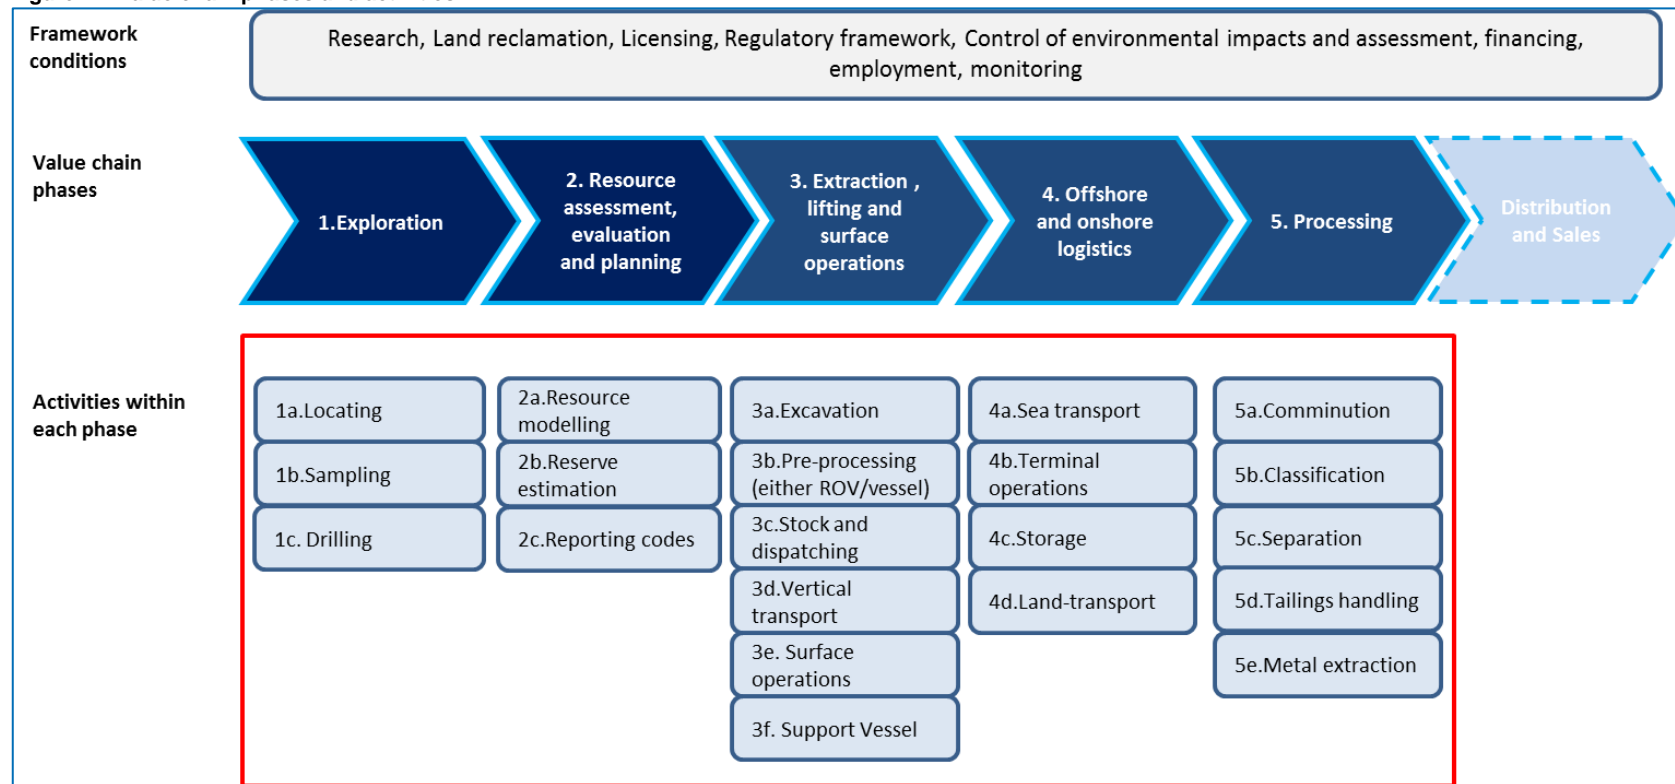 Framework
conditions
Research, Land reclamation, Licensing, Regulatory framework, Control of environmental impacts and assessment, financing,
employment, monitoring
Value chain
phases
1.Exploration
2. Resource
assessment,
evaluation
and planning
3. Extraction ,
lifting and
surface
operations
4. Offshore
and onshore
logistics
5. Processing
Distribution
and Sales
Activities within
each phase
1a.Locating
1b.Sampling
1c. Drilling
2a.Resource
modelling
2b.Reserve
estimation
2c.Reporting codes
3a.Excavation
3b.Pre-processing
(either ROV/vessel)
3c.Stock and
dispatching
3d.Vertical
transport
3e. Surface
operations
3f. Support Vessel
4a.Sea transport
4b.Terminal
operations
4c.Storage
4d.Land-transport
5a.Comminution
5b.Classification
5c.Separation
5d.Tailings handling
5e.Metal extraction